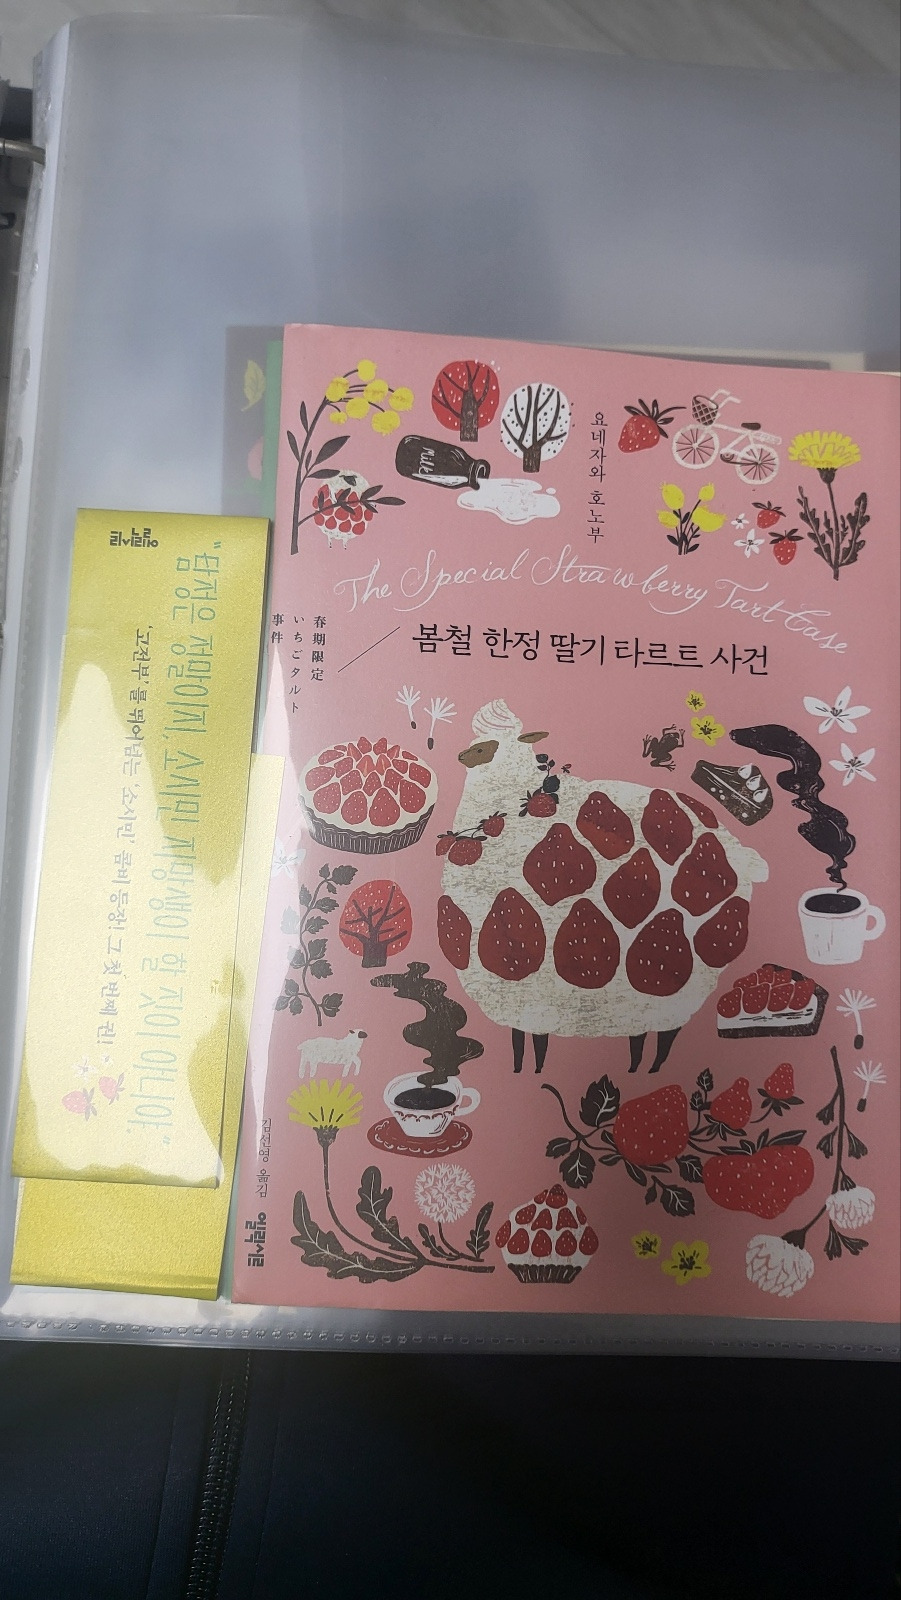 Milk
요네자와 호노부
The Special Strawberry Tart Case
春期限定
いちごタルト
事件
봄철 한정 딸기 타르트 사건
김선영 옮김
엘릭시르
엘릭시르
“탐정은 절망이지, 소시민 지망생이 할 짓이 아니야.”
‘고전부’를 뛰어넘는 ‘소시민’ 콤비 등장! 그 첫 번째 권!